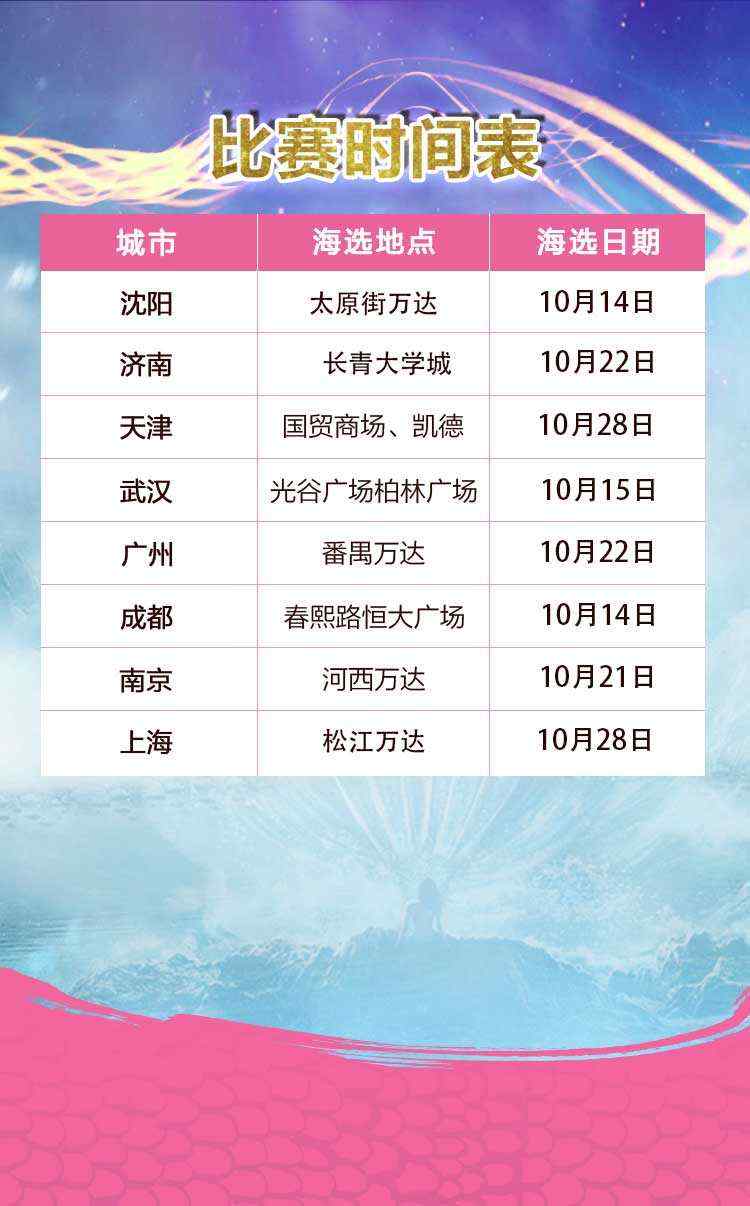 比赛时间表
城市 海选地点 海选日期
沈阳 太原街万达 10月14日
济南 长青大学城 10月22日
天津 国贸商场、凯德 10月28日
武汉 光谷广场柏林广场 10月15日
广州 番禺万达 10月22日
成都 春熙路恒大广场 10月14日
南京 河西万达 10月21日
上海 松江万达 10月28日